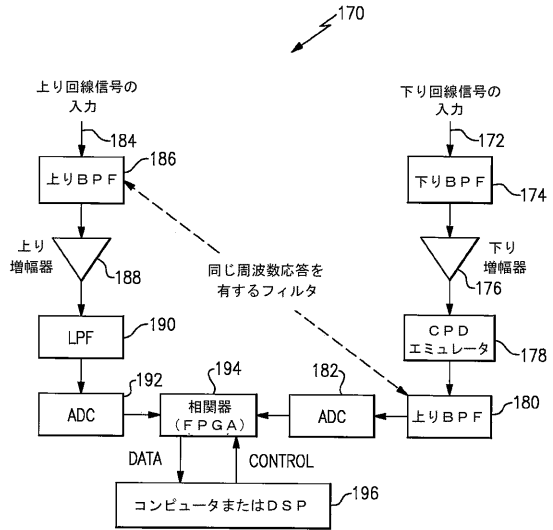 170
上り回線信号の
入力
184
上りBPF
186
上り
増幅器
188
LPF
190
ADC
192
下り回線信号の
入力
172
下りBPF
174
下り
増幅器
176
CPD
エミュレータ
178
上りBPF
180
同じ周波数応答を
有するフィルタ
ADC
182
相関器
(FPGA)
194
DATA
CONTROL
コンピュータまたはDSP
196